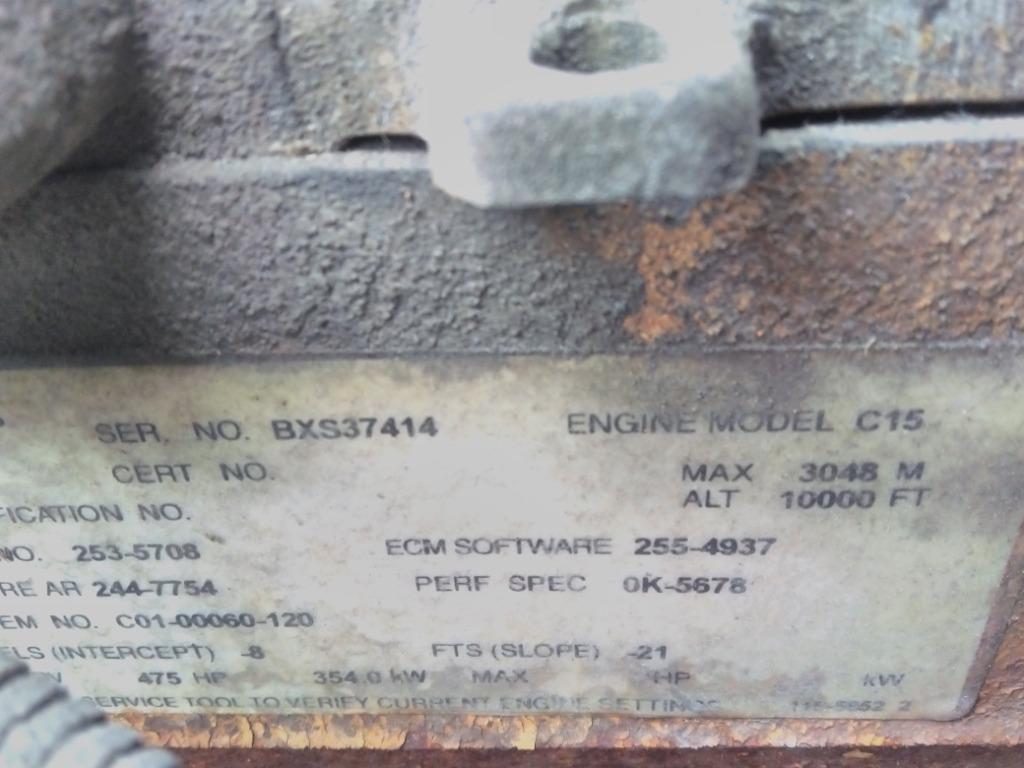 SER. NO. BXS37414 ENGINE MODEL C15
CERT NO. MAX 3048 M
ALT 10000 FT
FICATION NO.
NO. 253-5708 ECM SOFTWARE 255-4937
RE AR 244-7754 PERF SPEC 0K-5678
EM NO. C01-00060-120
ELS (INTERCEPT) -8 FTS (SLOPE) -21
475 HP 354.0 kW MAX HP kW
SERVICE TOOL TO VERIFY CURRENT ENGINE SETTINGS